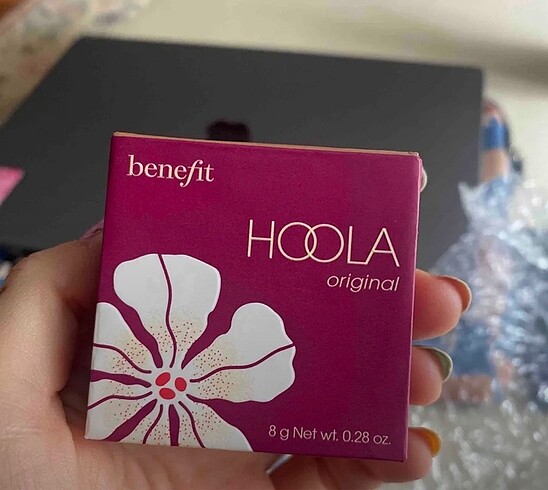 benefit
HOOLA
original
8 g Net wt. 0.28 oz.